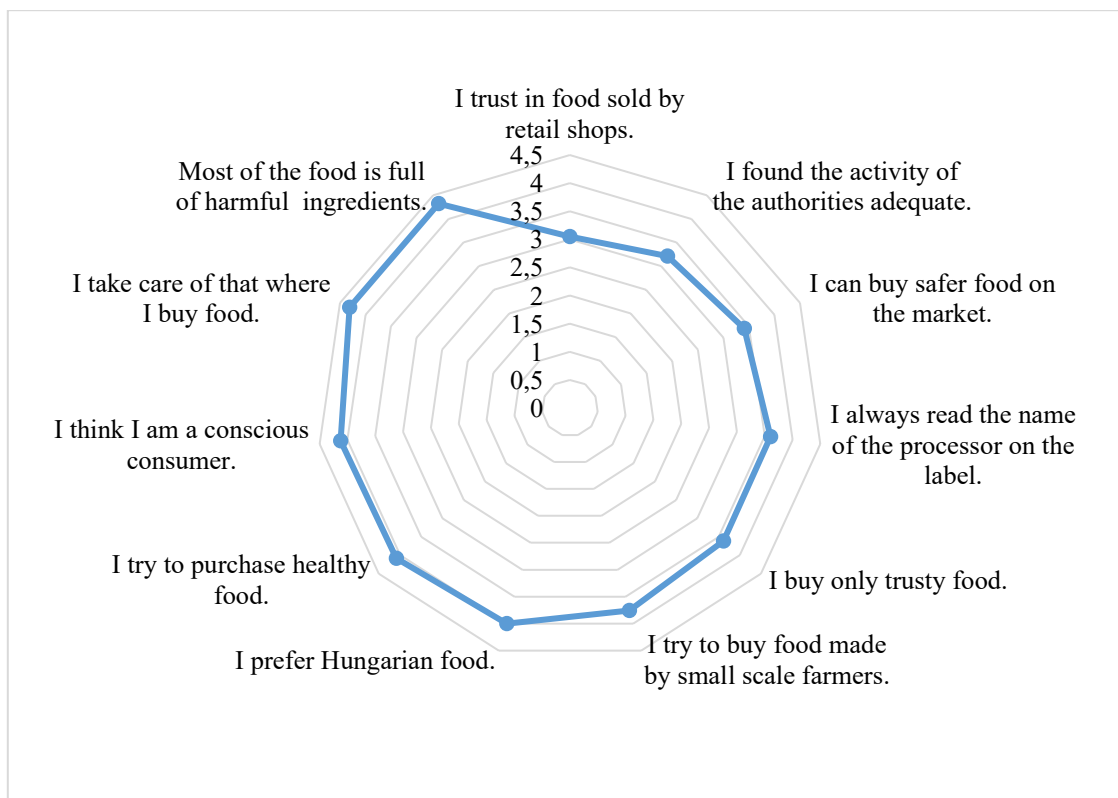 I trust in food sold by
retail shops.
I found the activity of
the authorities adequate.
I can buy safer food on
the market.
I always read the name
of the processor on the
label.
I buy only trusty food.
I try to buy food made
by small scale farmers.
I prefer Hungarian food.
I try to purchase healthy
food.
I think I am a conscious
consumer.
I take care of that where
I buy food.
Most of the food is full
of harmful ingredients.
4,5
4
3,5
3
2,5
2
1,5
1
0,5
0